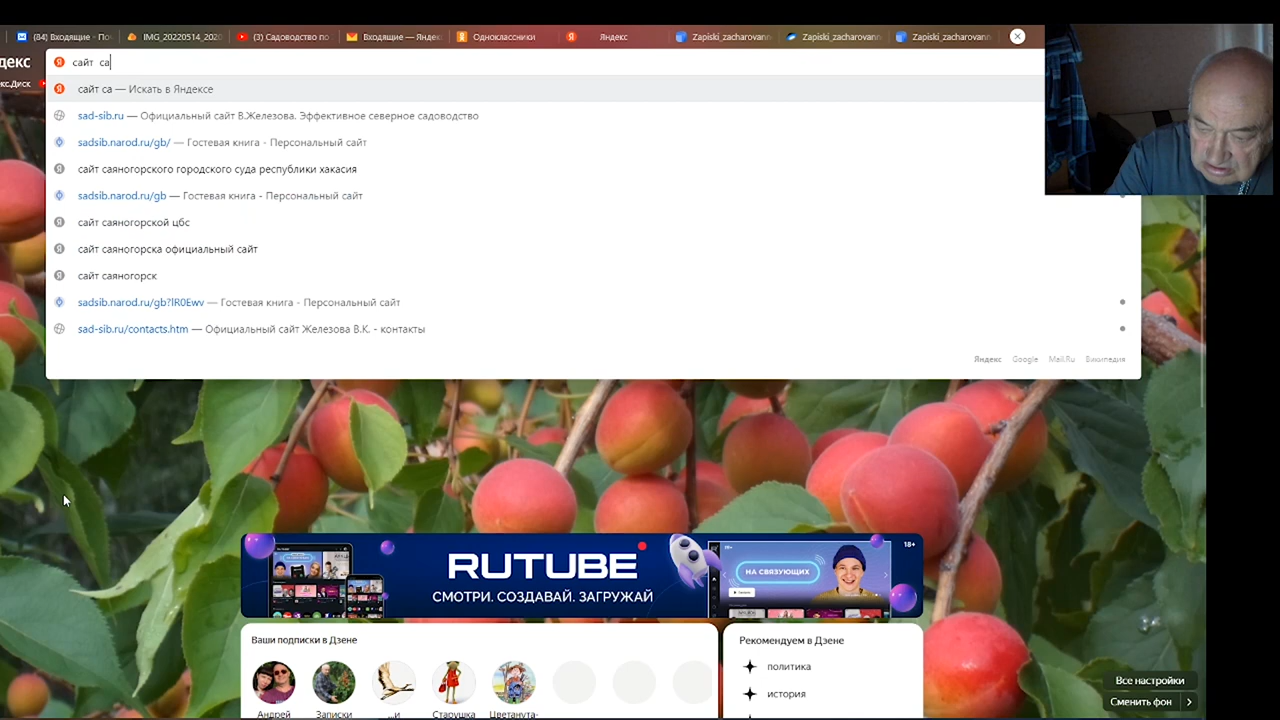 (84) Входящие - По
IMG_20220514_202
(3) Садоводство по
Входящие — Яндек
Одноклассники
Яндекс
Zapiski_zacharovann
Zapiski_zacharovann
Zapiski_zacharovann
декс
сайт са
кс.Диск
сайт са — Искать в Яндексе
sad-sib.ru — Официальный сайт В.Железова. Эффективное северное садоводство
sadsib.narod.ru/gb/ — Гостевая книга - Персональный сайт
сайт саяногорского городского суда республики хакасия
sadsib.narod.ru/gb — Гостевая книга - Персональный сайт
сайт саяногорской цбс
сайт саяногорска официальный сайт
сайт саяногорск
sadsib.narod.ru/gb?lR0Ewv — Гостевая книга - Персональный сайт
sad-sib.ru/contacts.htm — Официальный сайт Железова В.К. - контакты
Яндекс Google Mail.Ru Википедия
RUTUBE
СМОТРИ. СОЗДАВАЙ. ЗАГРУЖАЙ
НА СВЯЗУЮЩИХ
18+
Ваши подписки в Дзене
Рекомендуем в Дзене
политика
история
Андрей
Записки
...и
Старушка
Цветанута-
Все настройки
Сменить фон